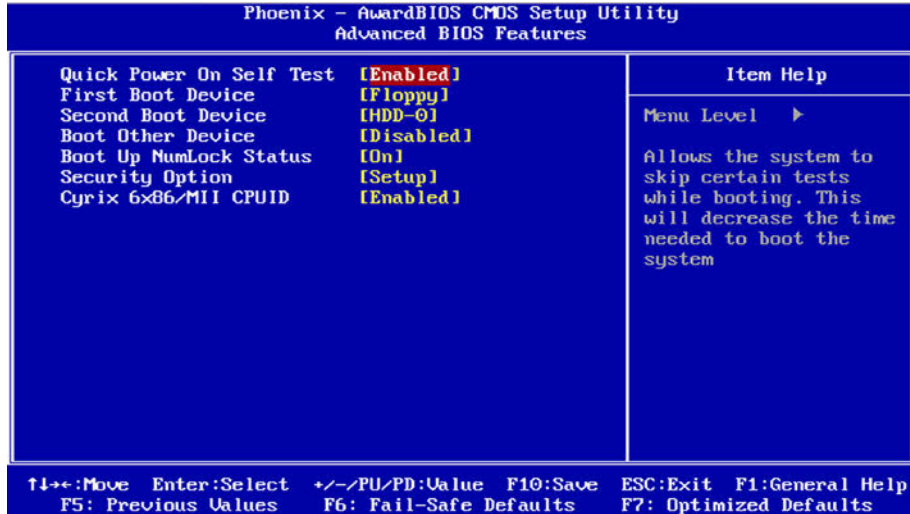 Phoenix - AwardBIOS CMOS Setup Utility
Advanced BIOS Features
Quick Power On Self Test [Enabled]
First Boot Device [Floppy]
Second Boot Device [HDD-0]
Boot Other Device [Disabled]
Boot Up NumLock Status [On]
Security Option [Setup]
Cyrix 6x86/MII CPUID [Enabled]
Item Help
Menu Level ▶
Allows the system to
skip certain tests
while booting. This
will decrease the time
needed to boot the
system
↑↓→←:Move Enter:Select +/-/PU/PD:Value F10:Save ESC:Exit F1:General Help
F5: Previous Values F6: Fail-Safe Defaults F7: Optimized Defaults